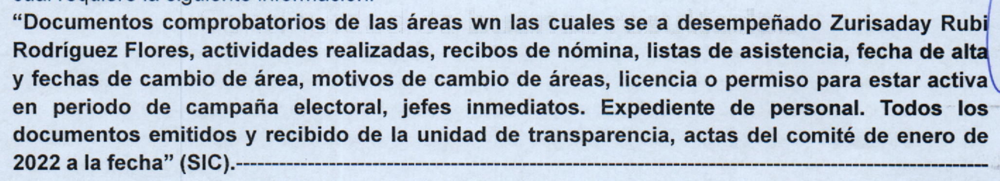 cual requiere la siguiente información:
“Documentos comprobatorios de las áreas wn las cuales se a desempeñado Zurisaday Rubi
Rodríguez Flores, actividades realizadas, recibos de nómina, listas de asistencia, fecha de alta
y fechas de cambio de área, motivos de cambio de áreas, licencia o permiso para estar activa
en periodo de campaña electoral, jefes inmediatos. Expediente de personal. Todos los
documentos emitidos y recibido de la unidad de transparencia, actas del comité de enero de
2022 a la fecha” (SIC).----------------------------------------------------------------------------------------------------